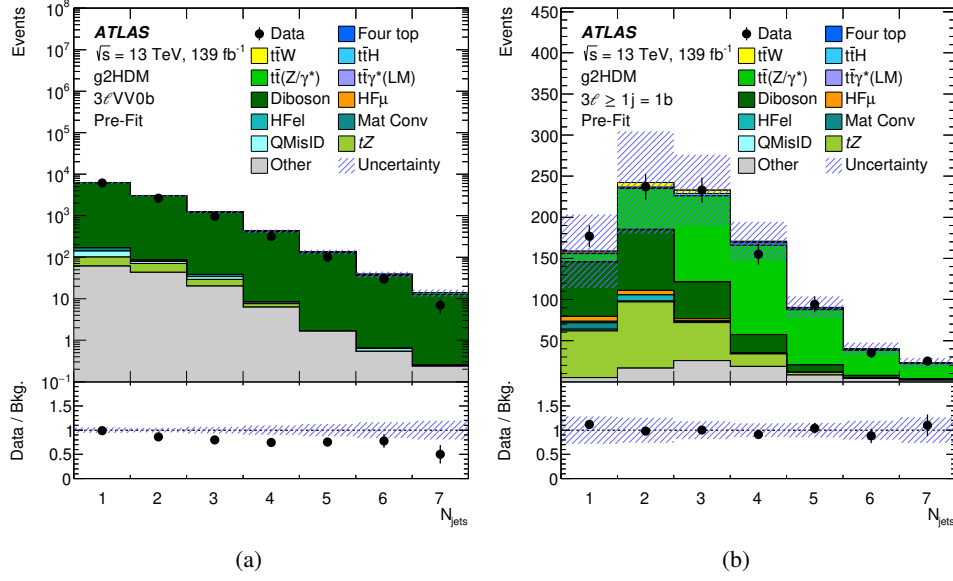 Events
10⁸
10⁷
10⁶
10⁵
10⁴
10³
10²
10
1
10⁻¹
ATLAS
√s = 13 TeV, 139 fb⁻¹
g2HDM
3ℓVV0b
Pre-Fit
Data
Four top
tt̄W
tt̄H
tt̄(Z/γ*)
tt̄γ*(LM)
Diboson
HFμ
HFel
Mat Conv
QMisID
tZ
Other
Uncertainty
Data / Bkg.
1.5
1
0.5
0
1 2 3 4 5 6 7
N_jets
(a)
Events
450
400
350
300
250
200
150
100
50
ATLAS
√s = 13 TeV, 139 fb⁻¹
g2HDM
3ℓ ≥ 1j = 1b
Pre-Fit
Data
Four top
tt̄W
tt̄H
tt̄(Z/γ*)
tt̄γ*(LM)
Diboson
HFμ
HFel
Mat Conv
QMisID
tZ
Other
Uncertainty
Data / Bkg.
1.5
1
0.5
0
1 2 3 4 5 6 7
N_jets
(b)